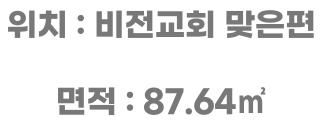 위치 : 비전교회 맞은편
면적 : 87.64㎡